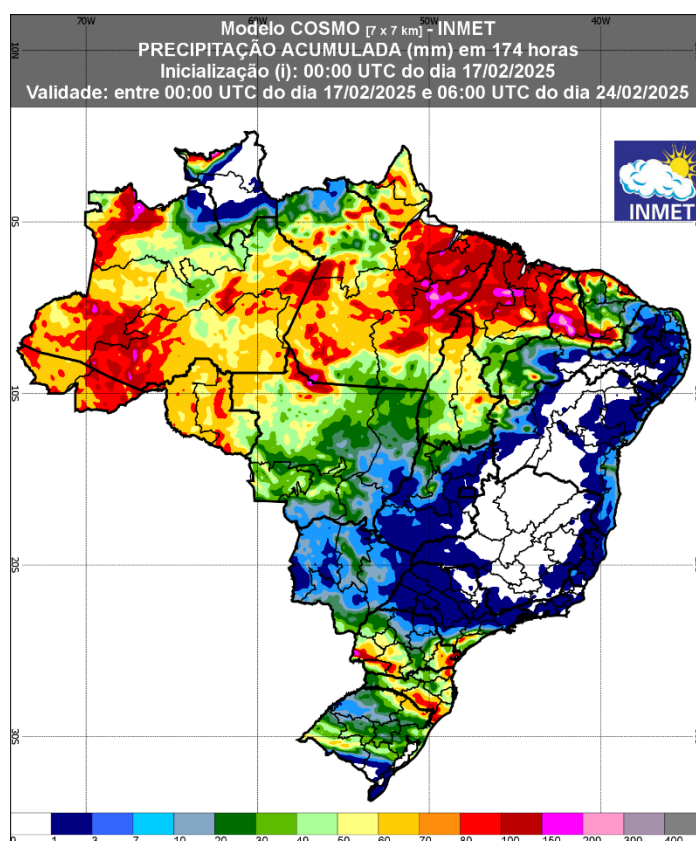 Modelo COSMO [7 x 7 km] - INMET
PRECIPITAÇÃO ACUMULADA (mm) em 174 horas
Inicialização (i): 00:00 UTC do dia 17/02/2025
Validade: entre 00:00 UTC do dia 17/02/2025 e 06:00 UTC do dia 24/02/2025
70W 60W 50W 40W
10N
INMET
0S
10S
20S
30S
0 1 3 7 10 20 30 40 50 60 70 80 100 150 200 300 400